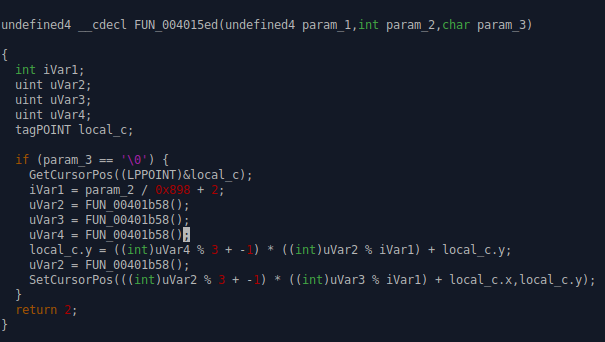 undefined4 __cdecl FUN_004015ed(undefined4 param_1,int param_2,char param_3)
{
  int iVar1;
  uint uVar2;
  uint uVar3;
  uint uVar4;
  tagPOINT local_c;
  if (param_3 == '\0') {
    GetCursorPos((LPPOINT)&local_c);
    iVar1 = param_2 / 0x898 + 2;
    uVar2 = FUN_00401b58();
    uVar3 = FUN_00401b58();
    uVar4 = FUN_00401b58();
    local_c.y = ((int)uVar4 % 3 + -1) * ((int)uVar2 % iVar1) + local_c.y;
    uVar2 = FUN_00401b58();
    SetCursorPos(((int)uVar2 % 3 + -1) * ((int)uVar3 % iVar1) + local_c.x,local_c.y);
  }
  return 2;
}